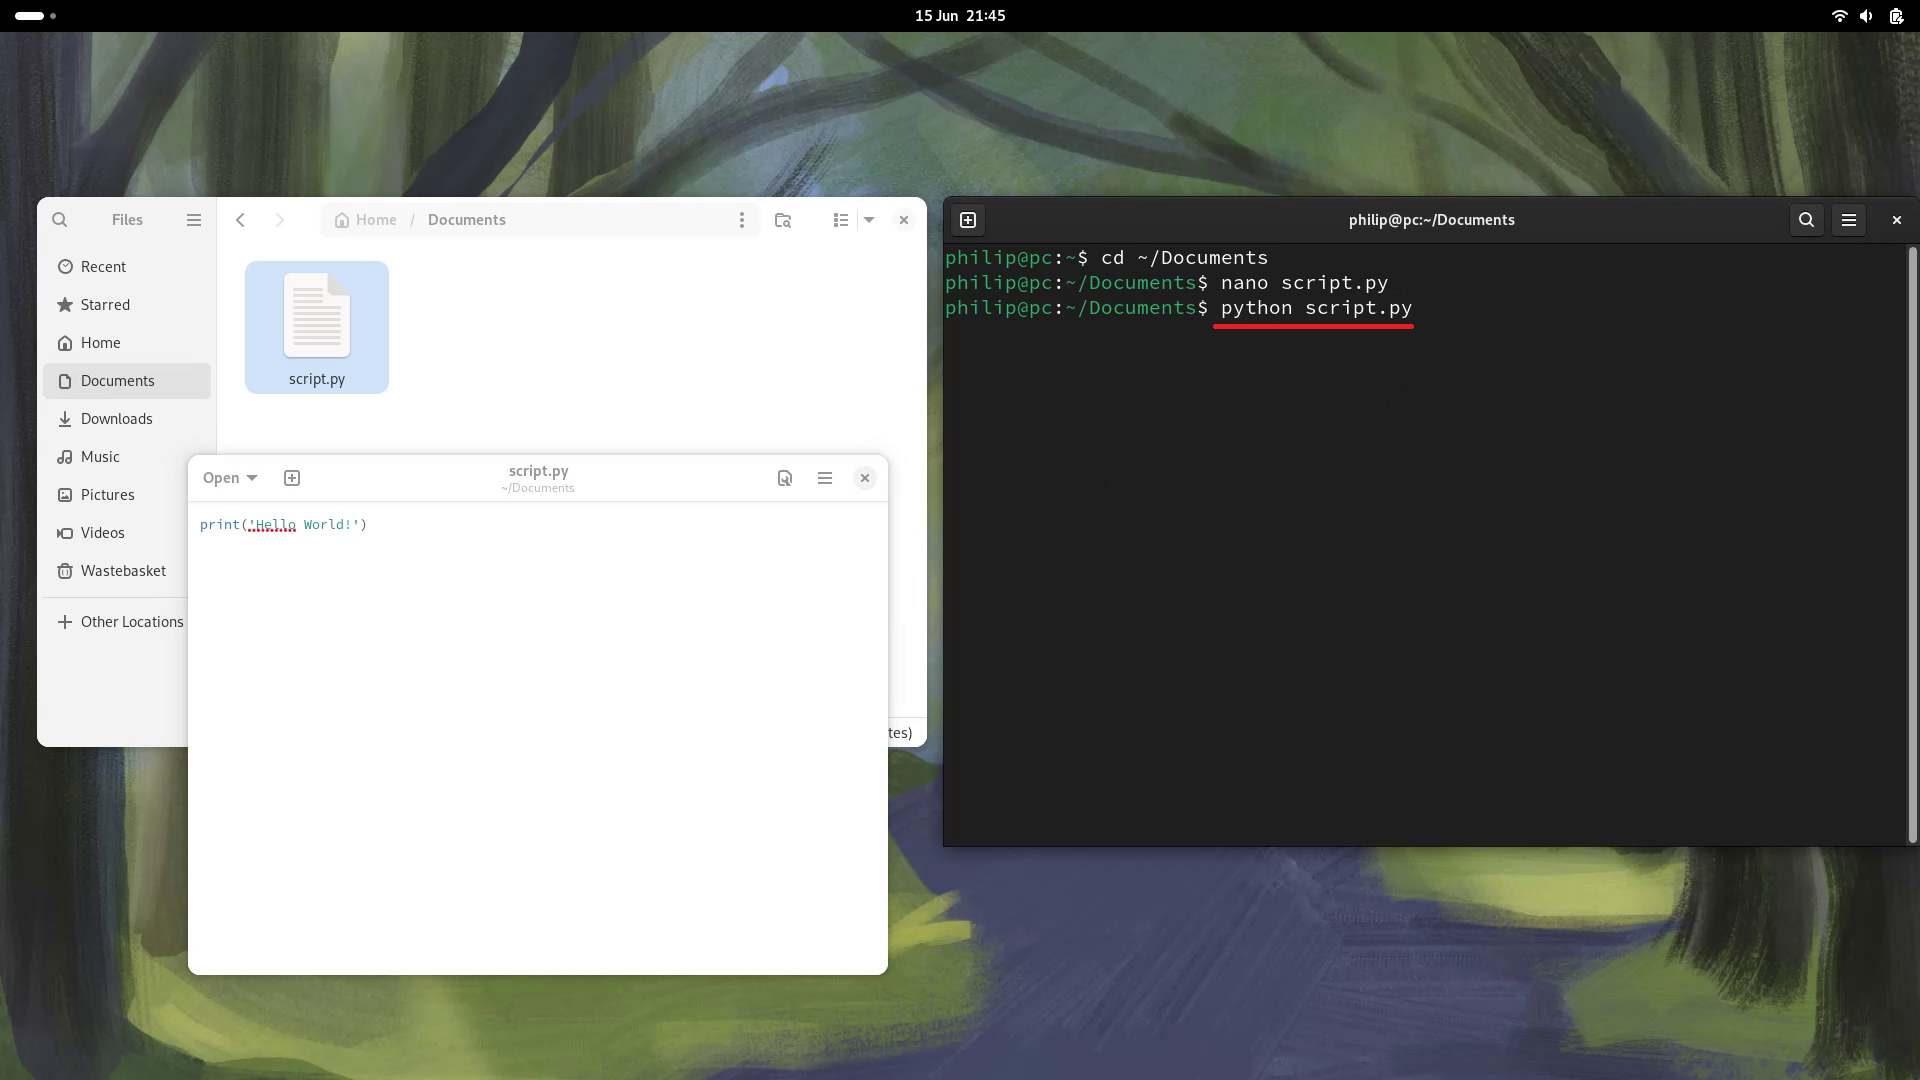 15 Jun 21:45
Files
Home / Documents
Recent
Starred
Home
Documents
Downloads
Music
Pictures
Videos
Wastebasket
Other Locations
script.py
tes)
Open
script.py
~/Documents
print('Hello World!')
philip@pc:~/Documents
philip@pc:~$ cd ~/Documents
philip@pc:~/Documents$ nano script.py
philip@pc:~/Documents$ python script.py